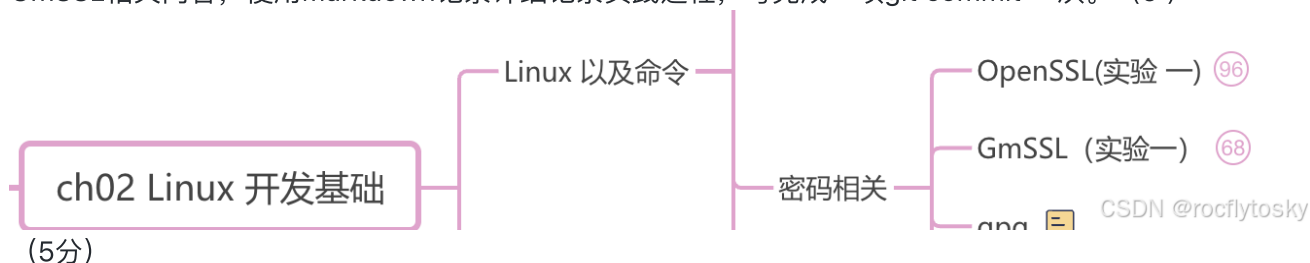 Linux 以及命令
OpenSSL(实验 一) 96
GmSSL（实验一） 68
ch02 Linux 开发基础
密码相关
gpg
CSDN @rocflytosky
（5分）